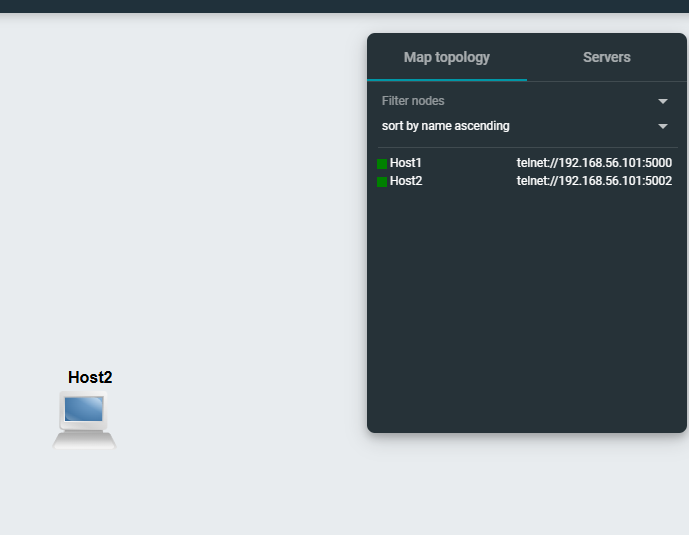 Map topology Servers
Filter nodes
sort by name ascending
Host1 telnet://192.168.56.101:5000
Host2 telnet://192.168.56.101:5002
Host2